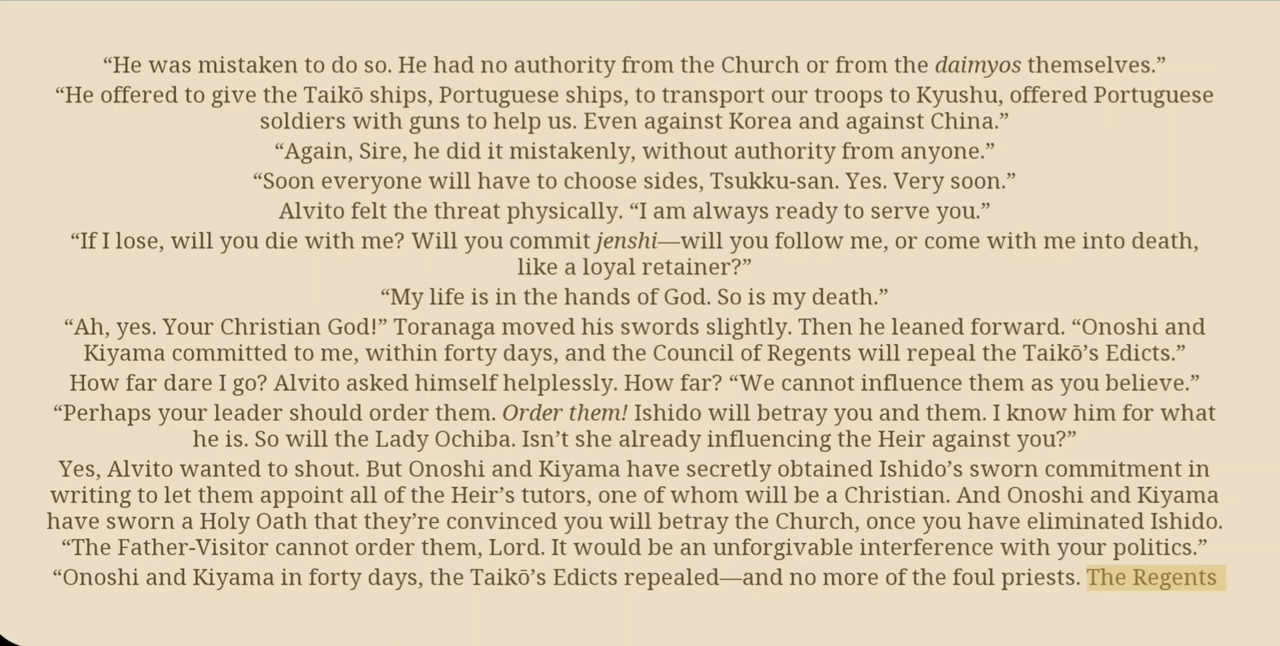 “He was mistaken to do so. He had no authority from the Church or from the daimyos themselves.”
“He offered to give the Taikō ships, Portuguese ships, to transport our troops to Kyushu, offered Portuguese
soldiers with guns to help us. Even against Korea and against China.”
“Again, Sire, he did it mistakenly, without authority from anyone.”
“Soon everyone will have to choose sides, Tsukku-san. Yes. Very soon.”
Alvito felt the threat physically. “I am always ready to serve you.”
“If I lose, will you die with me? Will you commit jenshi—will you follow me, or come with me into death,
like a loyal retainer?”
“My life is in the hands of God. So is my death.”
“Ah, yes. Your Christian God!” Toranaga moved his swords slightly. Then he leaned forward. “Onoshi and
Kiyama committed to me, within forty days, and the Council of Regents will repeal the Taikō’s Edicts.”
How far dare I go? Alvito asked himself helplessly. How far? “We cannot influence them as you believe.”
“Perhaps your leader should order them. Order them! Ishido will betray you and them. I know him for what
he is. So will the Lady Ochiba. Isn’t she already influencing the Heir against you?”
Yes, Alvito wanted to shout. But Onoshi and Kiyama have secretly obtained Ishido’s sworn commitment in
writing to let them appoint all of the Heir’s tutors, one of whom will be a Christian. And Onoshi and Kiyama
have sworn a Holy Oath that they’re convinced you will betray the Church, once you have eliminated Ishido.
“The Father-Visitor cannot order them, Lord. It would be an unforgivable interference with your politics.”
“Onoshi and Kiyama in forty days, the Taikō’s Edicts repealed—and no more of the foul priests. The Regents